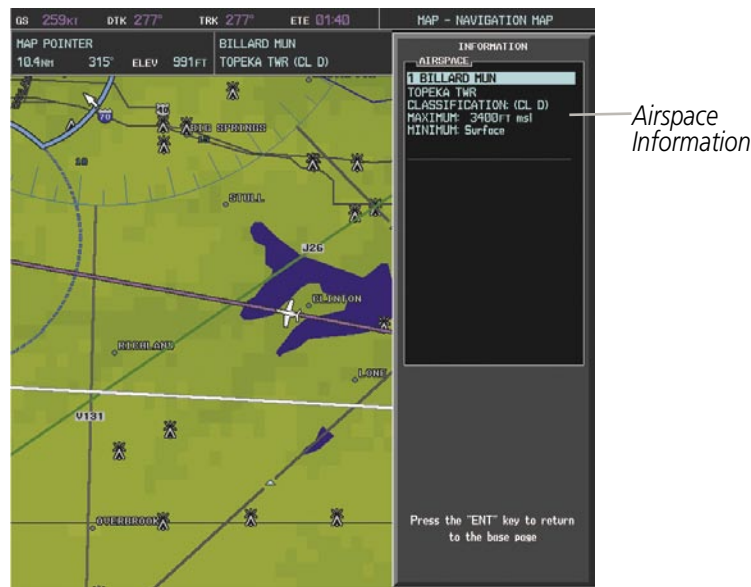 GS 259KT DTK 277° TRK 277° ETE 01:40
MAP - NAVIGATION MAP
MAP POINTER
10.4NM 315° ELEV 991FT
BILLARD MUN
TOPEKA TWR (CL D)
INFORMATION
AIRSPACE
1 BILLARD MUN
TOPEKA TWR
CLASSIFICATION: (CL D)
MAXIMUM: 3400FT msl
MINIMUM: Surface
Airspace
Information
40
70
BIG SPRINGS
STULL
J26
CLINTON
RICHLAND
LONE
V131
OVERBROOK
Press the "ENT" key to return
to the base page